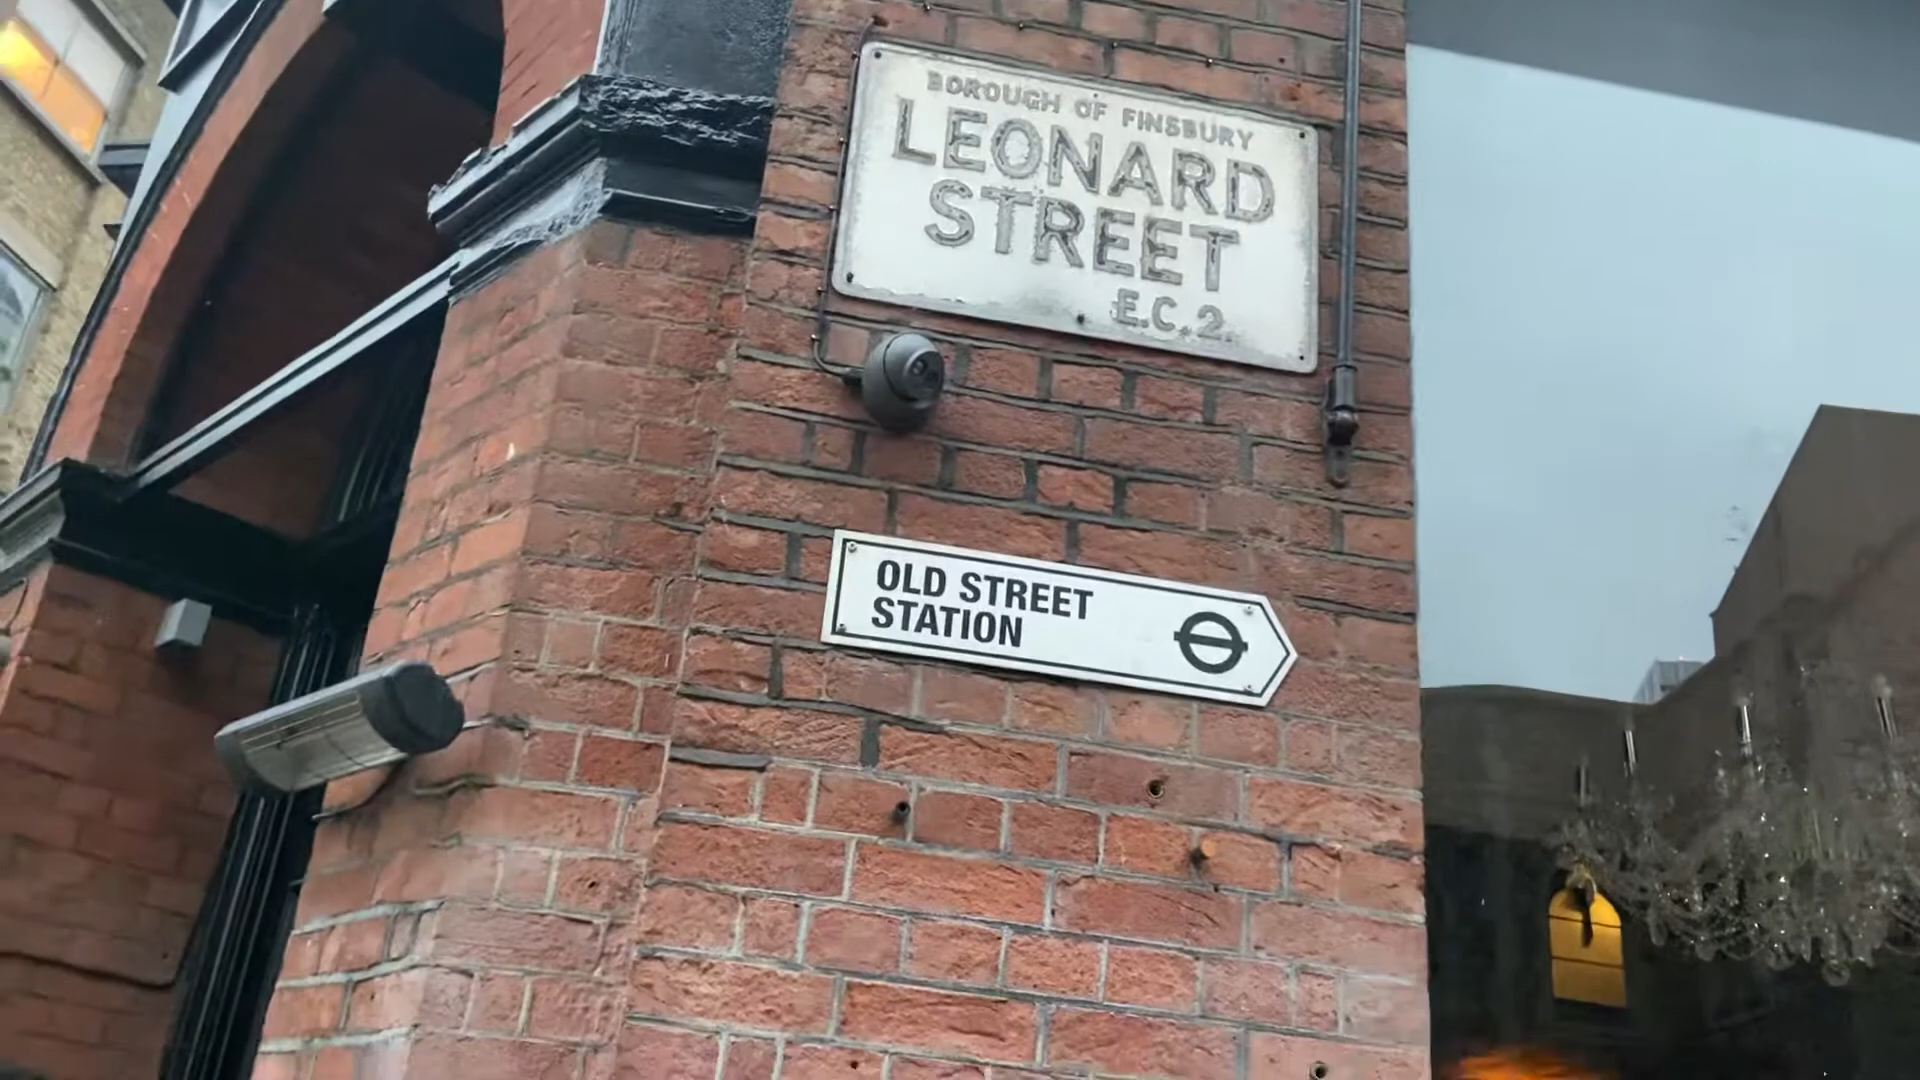 BOROUGH OF FINSBURY
LEONARD
STREET
E.C.2.
OLD STREET
STATION